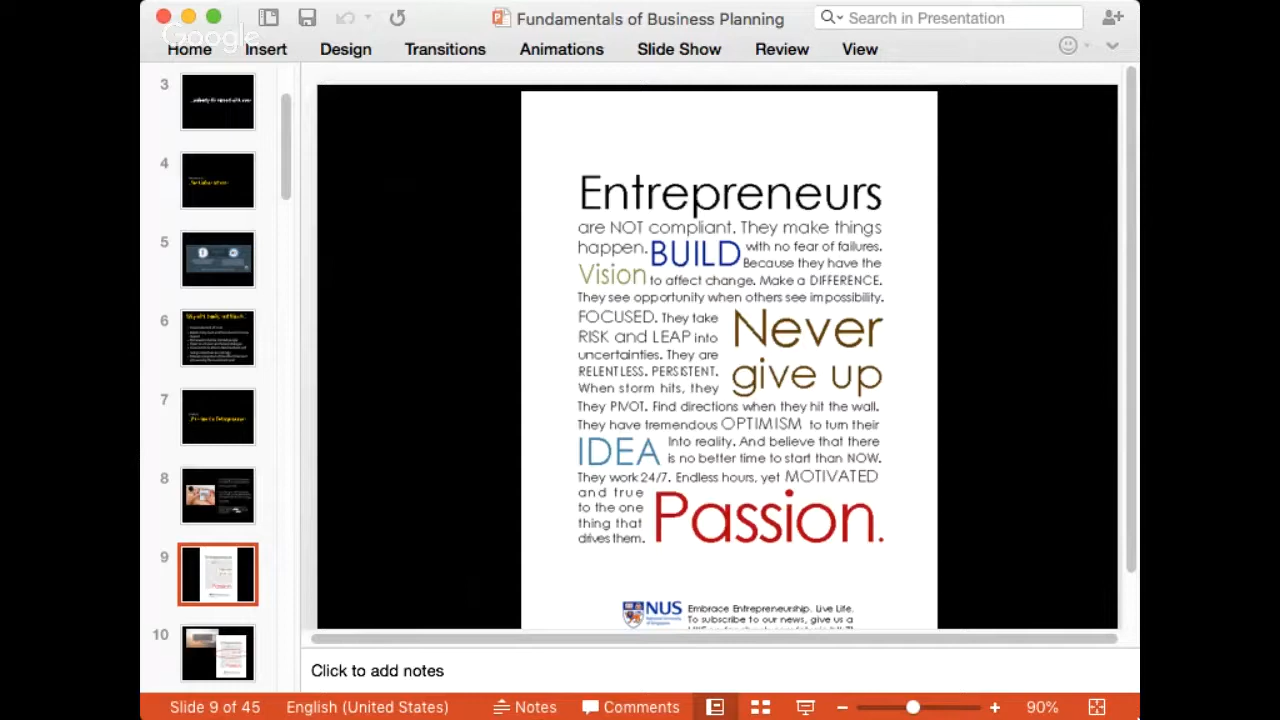 Fundamentals of Business Planning
Search in Presentation
Google
Home Insert Design Transitions Animations Slide Show Review View
3
4
5
6
7
8
9
10
Entrepreneurs
are NOT compliant. They make things
happen. BUILD with no fear of failures.
Because they have the
Vision to affect change. Make a DIFFERENCE.
They see opportunity when others see impossibility.
FOCUSED. They take
RISK and LEAP into
uncertainties. They are
RELENTLESS. PERSISTENT.
When storm hits, they
Never
give up
They PIVOT. Find directions when they hit the wall.
They have tremendous OPTIMISM to turn their
IDEA Into reality. And believe that there
is no better time to start than NOW.
They work 24/7. Endless hours, yet MOTIVATED
and true
to the one
thing that
drives them.
Passion.
NUS
National University
of Singapore
Embrace Entrepreneurship. Live Life.
To subscribe to our news, give us a
Click to add notes
Slide 9 of 45 English (United States) Notes Comments 90%